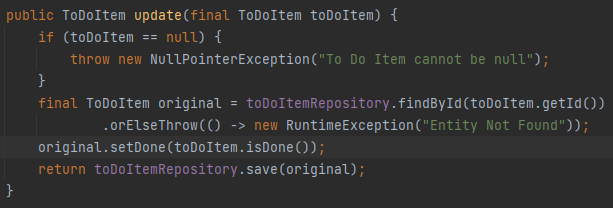 public ToDoItem update(final ToDoItem toDoItem) {
    if (toDoItem == null) {
        throw new NullPointerException("To Do Item cannot be null");
    }
    final ToDoItem original = toDoItemRepository.findById(toDoItem.getId())
            .orElseThrow(() -> new RuntimeException("Entity Not Found"));
    original.setDone(toDoItem.isDone());
    return toDoItemRepository.save(original);
}